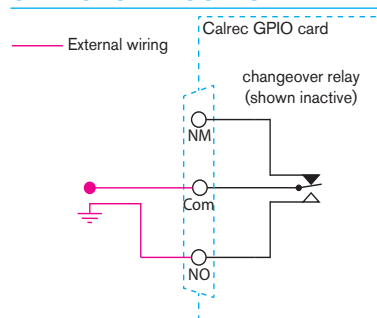 Calrec GPIO card
External wiring
changeover relay
(shown inactive)
NM
Com
NO